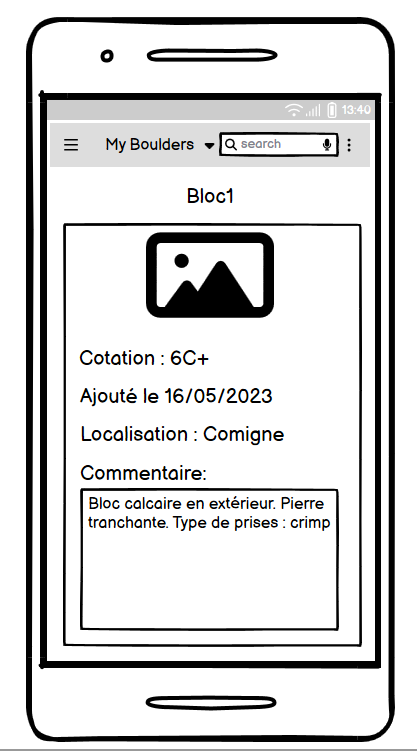 13:40
My Boulders search
Bloc1
Cotation : 6C+
Ajouté le 16/05/2023
Localisation : Comigne
Commentaire:
Bloc calcaire en extérieur. Pierre
tranchante. Type de prises : crimp